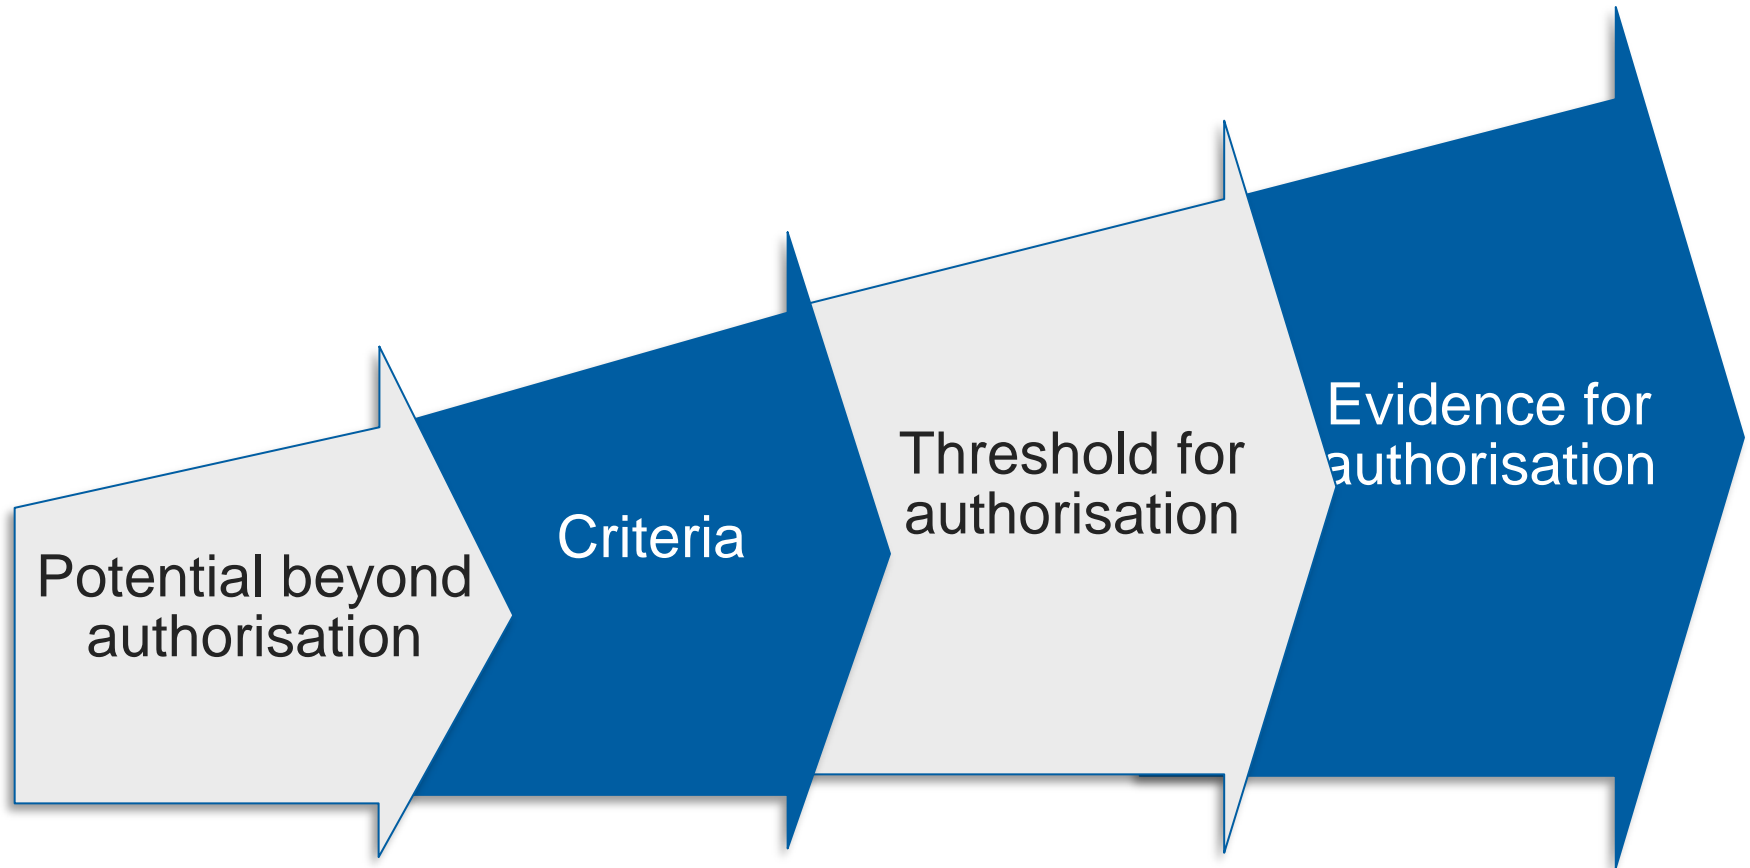 Potential beyond
authorisation
Criteria
Threshold for
authorisation
Evidence for
authorisation